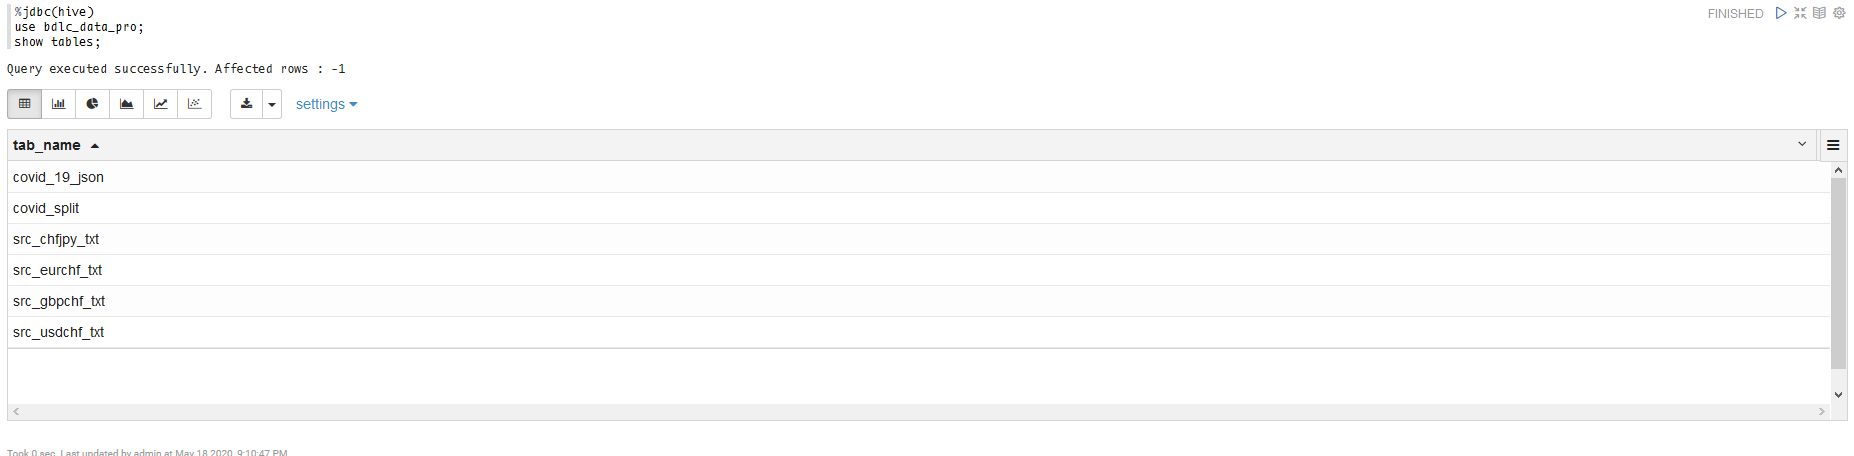 %jdbc(hive)
FINISHED
use bdlc_data_pro;
show tables;
Query executed successfully. Affected rows : -1
settings
tab_name
covid_19_json
covid_split
src_chfjpy_txt
src_eurchf_txt
src_gbpchf_txt
src_usdchf_txt
Took 0 sec. Last updated by admin at May 18 2020, 9:10:47 PM.